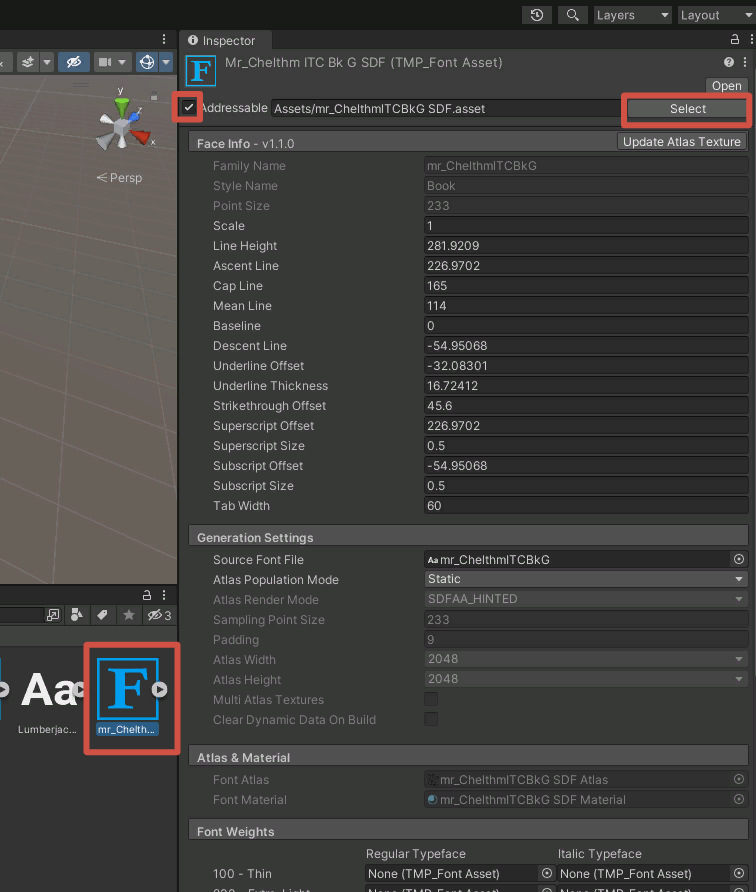 Layers
Layout
Inspector
Mr_Chelthm ITC Bk G SDF (TMP_Font Asset)
Open
Addressable Assets/mr_ChelthmITCBkG SDF.asset Select
Face Info - v1.1.0 Update Atlas Texture
Family Name mr_ChelthmITCBkG
Style Name Book
Point Size 233
Scale 1
Line Height 281.9209
Ascent Line 226.9702
Cap Line 165
Mean Line 114
Baseline 0
Descent Line -54.95068
Underline Offset -32.08301
Underline Thickness 16.72412
Strikethrough Offset 45.6
Superscript Offset 226.9702
Superscript Size 0.5
Subscript Offset -54.95068
Subscript Size 0.5
Tab Width 60
Generation Settings
Source Font File Aa mr_ChelthmITCBkG
Atlas Population Mode Static
Atlas Render Mode SDFAA_HINTED
Sampling Point Size 233
Padding 9
Atlas Width 2048
Atlas Height 2048
Multi Atlas Textures
Clear Dynamic Data On Build
Atlas & Material
Font Atlas mr_ChelthmITCBkG SDF Atlas
Font Material mr_ChelthmITCBkG SDF Material
Font Weights
Regular Typeface Italic Typeface
100 - Thin None (TMP_Font Asset) None (TMP_Font Asset)
y
z
x
Persp
3
Aa
F
Lumberjac...
mr_Chelth...